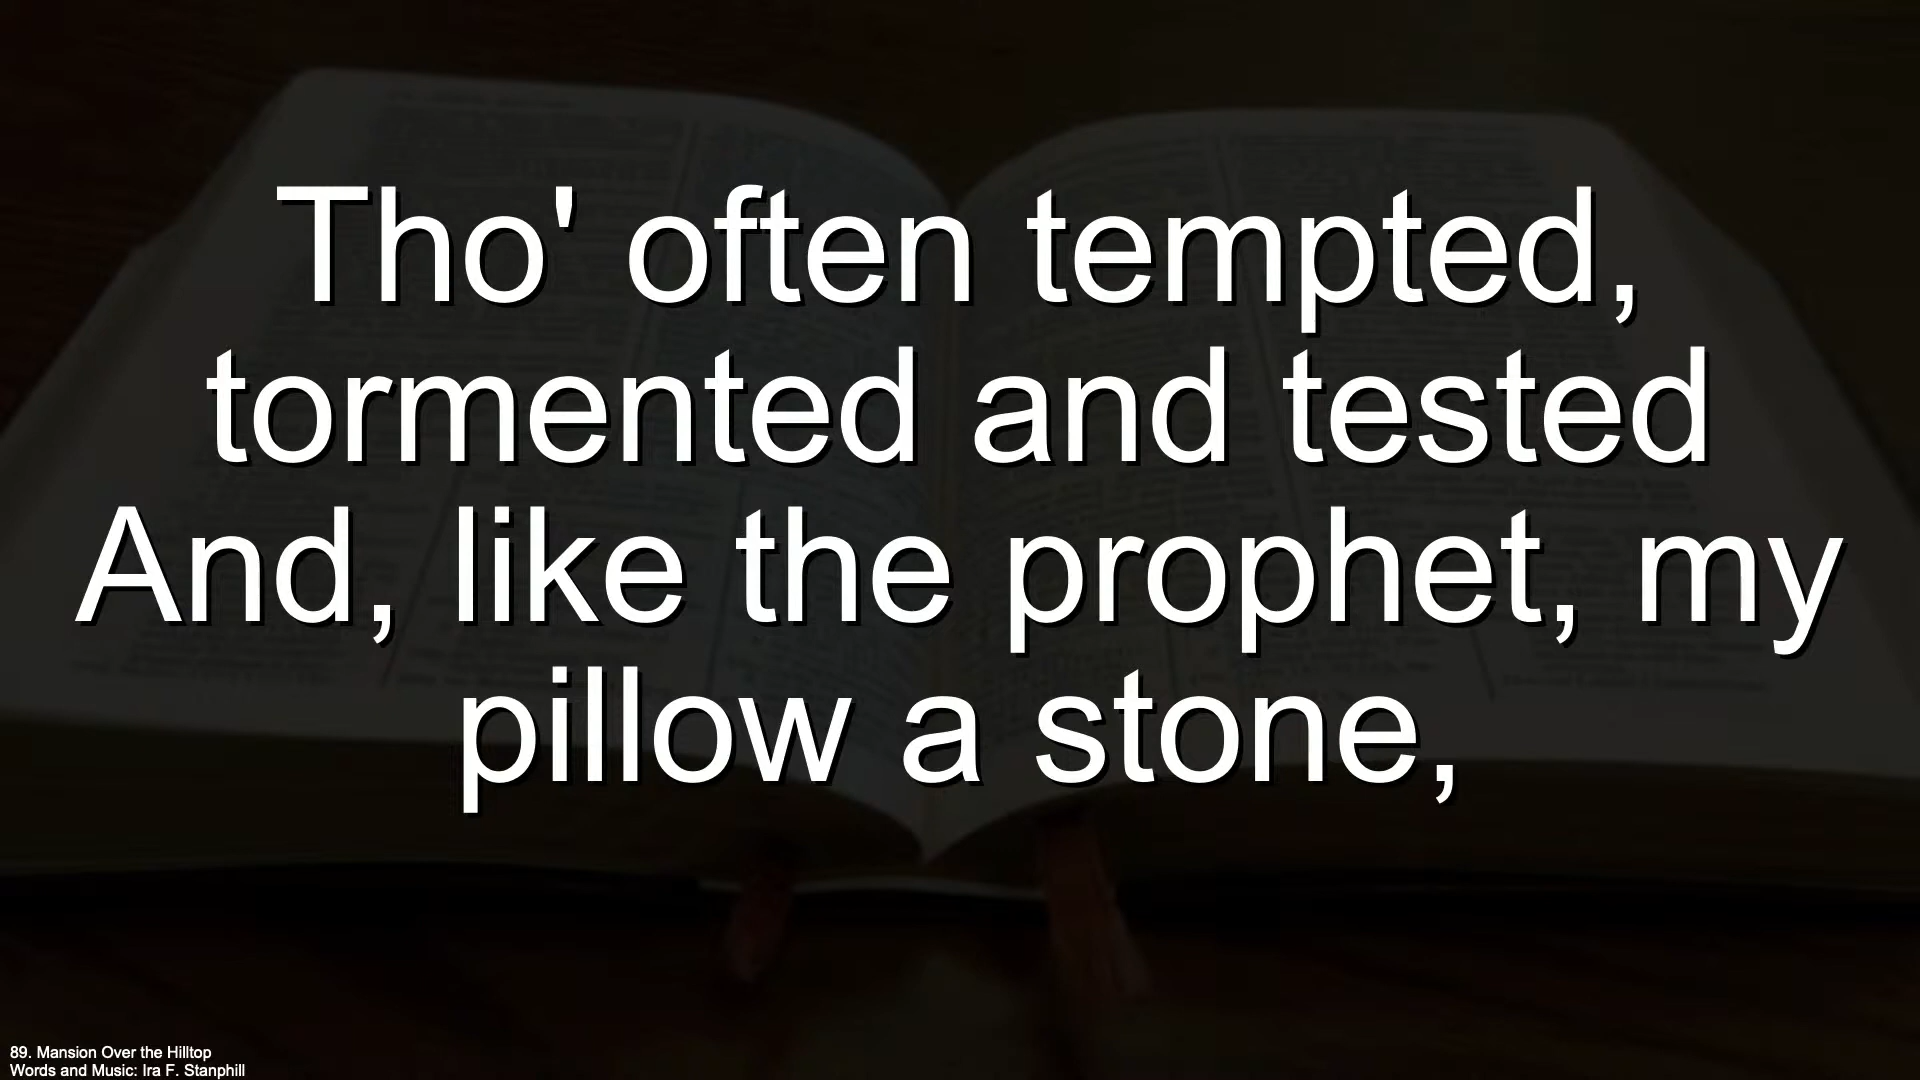 Tho' often tempted,
tormented and tested
And, like the prophet, my
pillow a stone,
89. Mansion Over the Hilltop
Words and Music: Ira F. Stanphill